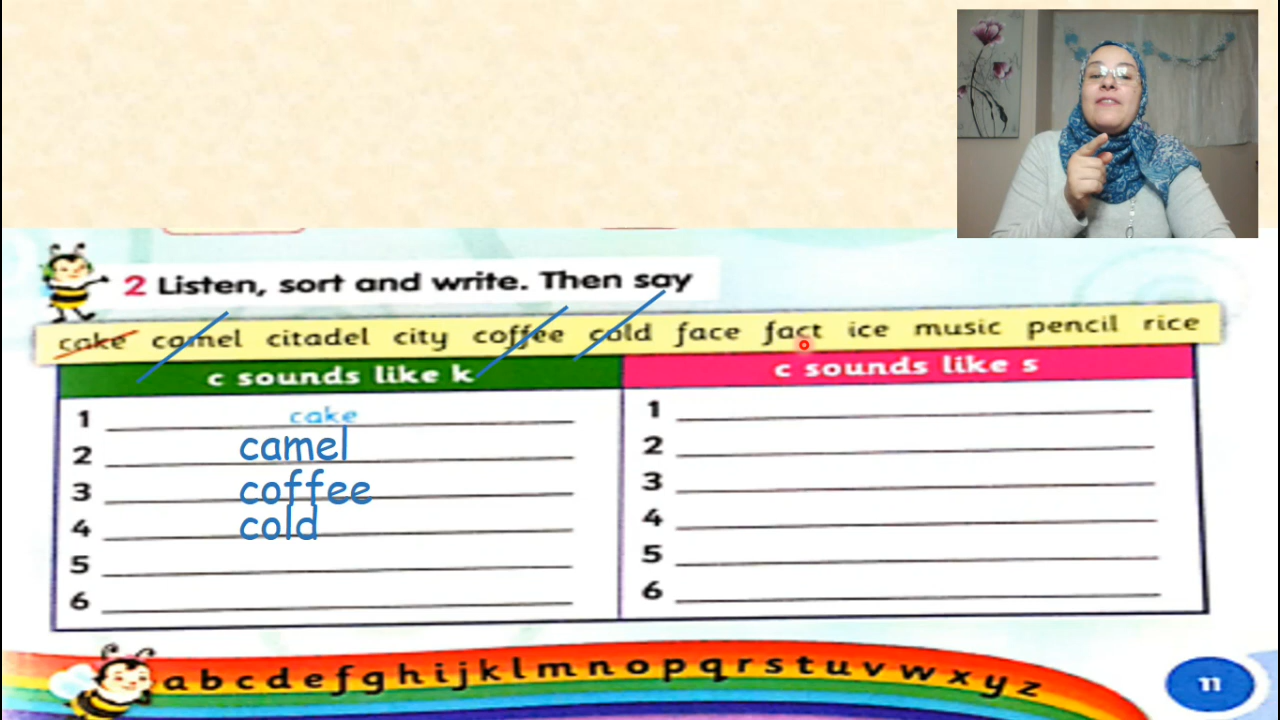 2 Listen, sort and write. Then say
cake camel citadel city coffee cold face fact ice music pencil rice
c sounds like k
c sounds like s
1 cake
2 camel
3 coffee
4 cold
5
6
1
2
3
4
5
6
a b c d e f g h i j k l m n o p q r s t u v w x y z
11